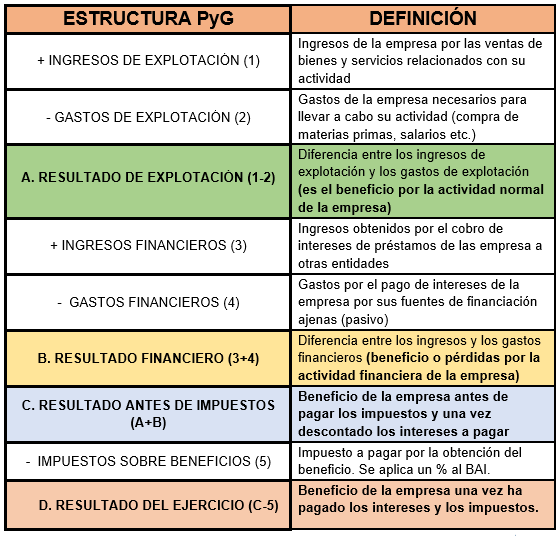 ESTRUCTURA PyG
DEFINICIÓN
+ INGRESOS DE EXPLOTACIÓN (1)
Ingresos de la empresa por las ventas de
bienes y servicios relacionados con su
actividad
- GASTOS DE EXPLOTACIÓN (2)
Gastos de la empresa necesarios para
llevar a cabo su actividad (compra de
materias primas, salarios etc.)
A. RESULTADO DE EXPLOTACIÓN (1-2)
Diferencia entre los ingresos de
explotación y los gastos de explotación
(es el beneficio por la actividad normal
de la empresa)
+ INGRESOS FINANCIEROS (3)
Ingresos obtenidos por el cobro de
intereses de préstamos de las empresa a
otras entidades
- GASTOS FINANCIEROS (4)
Gastos por el pago de intereses de la
empresa por sus fuentes de financiación
ajenas (pasivo)
B. RESULTADO FINANCIERO (3+4)
Diferencia entre los ingresos y los gastos
financieros (beneficio o pérdidas por la
actividad financiera de la empresa)
C. RESULTADO ANTES DE IMPUESTOS
(A+B)
Beneficio de la empresa antes de
pagar los impuestos y una vez
descontado los intereses a pagar
- IMPUESTOS SOBRE BENEFICIOS (5)
Impuesto a pagar por la obtención del
beneficio. Se aplica un % al BAI.
D. RESULTADO DEL EJERCICIO (C-5)
Beneficio de la empresa una vez ha
pagado los intereses y los impuestos.